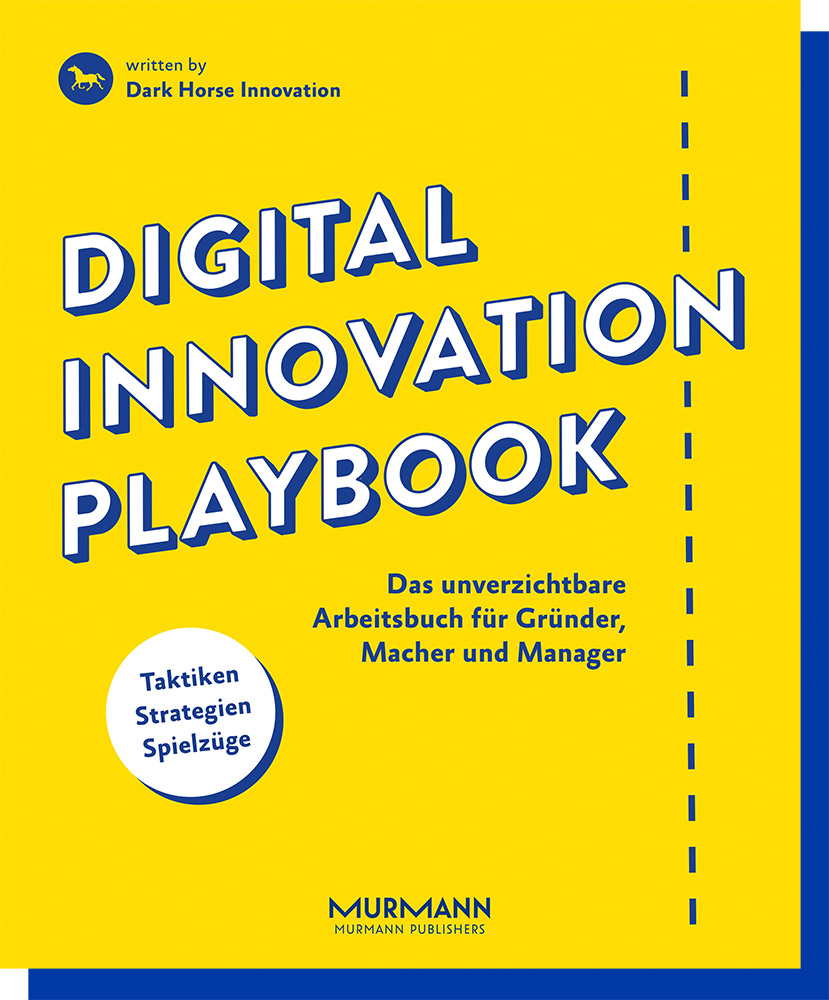 written by
Dark Horse Innovation
DIGITAL
INNOVATION
PLAYBOOK
Das unverzichtbare
Arbeitsbuch für Gründer,
Macher und Manager
Taktiken
Strategien
Spielzüge
MURMANN
MURMANN PUBLISHERS